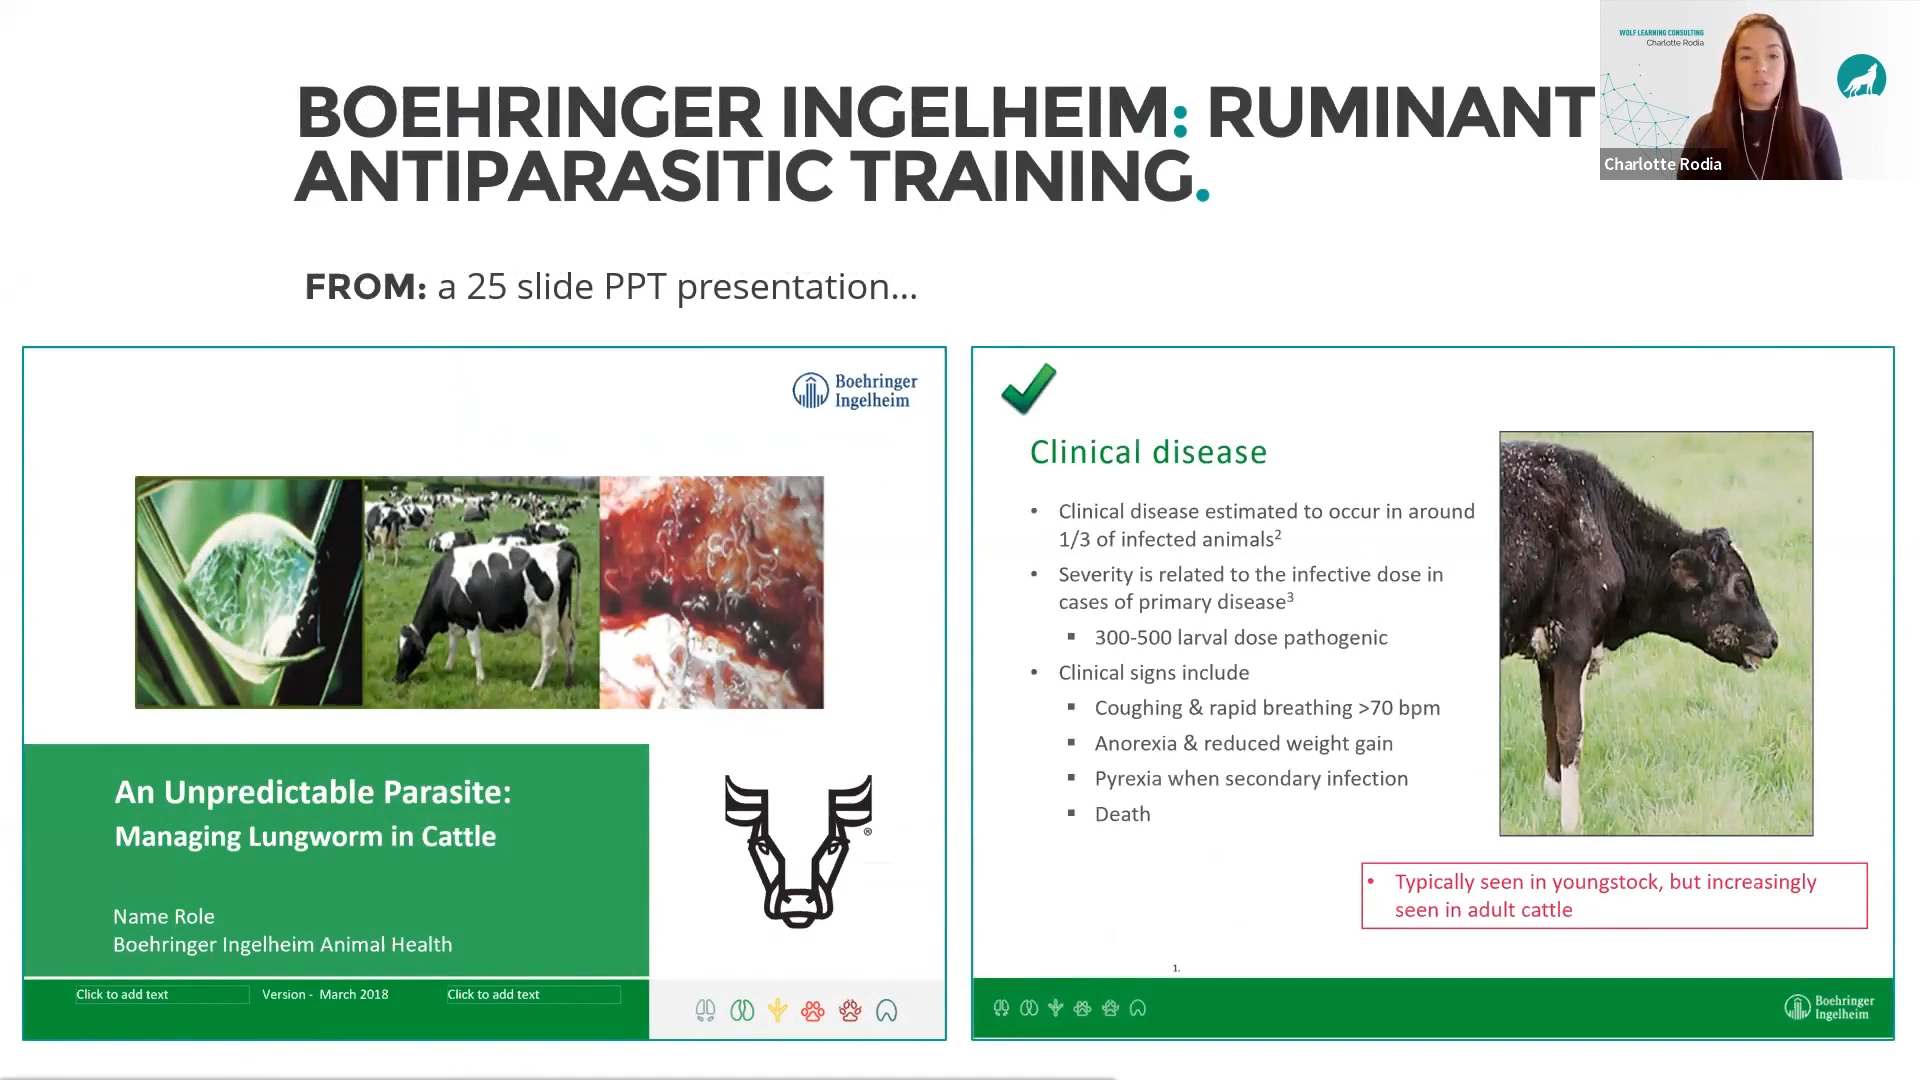 WOLF LEARNING CONSULTING
Charlotte Rodia
Charlotte Rodia
BOEHRINGER INGELHEIM: RUMINANT
ANTIPARASITIC TRAINING.
FROM: a 25 slide PPT presentation...
Boehringer
Ingelheim
An Unpredictable Parasite:
Managing Lungworm in Cattle
Name Role
Boehringer Ingelheim Animal Health
Click to add text
Version - March 2018
Click to add text
®
Clinical disease
• Clinical disease estimated to occur in around
1/3 of infected animals²
• Severity is related to the infective dose in
cases of primary disease³
▪ 300-500 larval dose pathogenic
• Clinical signs include
▪ Coughing & rapid breathing >70 bpm
▪ Anorexia & reduced weight gain
▪ Pyrexia when secondary infection
▪ Death
• Typically seen in youngstock, but increasingly
seen in adult cattle
1.
Boehringer
Ingelheim